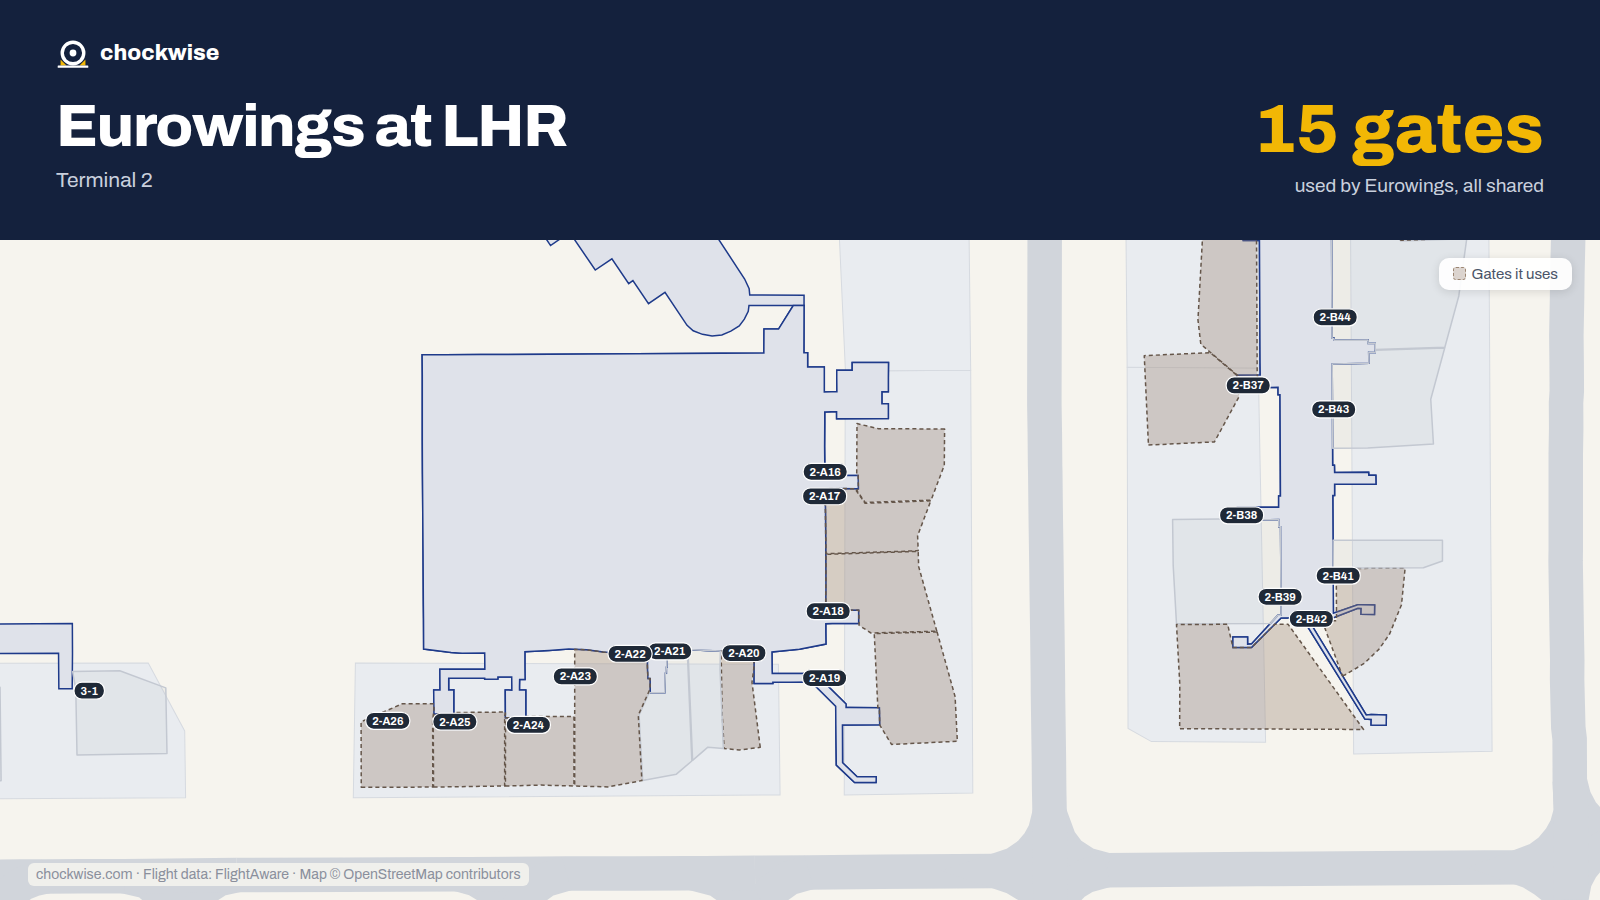 chockwise
Eurowings at LHR
Terminal 2
15 gates
used by Eurowings, all shared
Gates it uses
2-B44
2-B37
2-B43
2-A16
2-A17
2-B38
2-B41
2-B39
2-A18
2-B42
2-A22
2-A21
2-A20
2-A23
2-A19
3-1
2-A26
2-A25
2-A24
chockwise.com · Flight data: FlightAware · Map © OpenStreetMap contributors